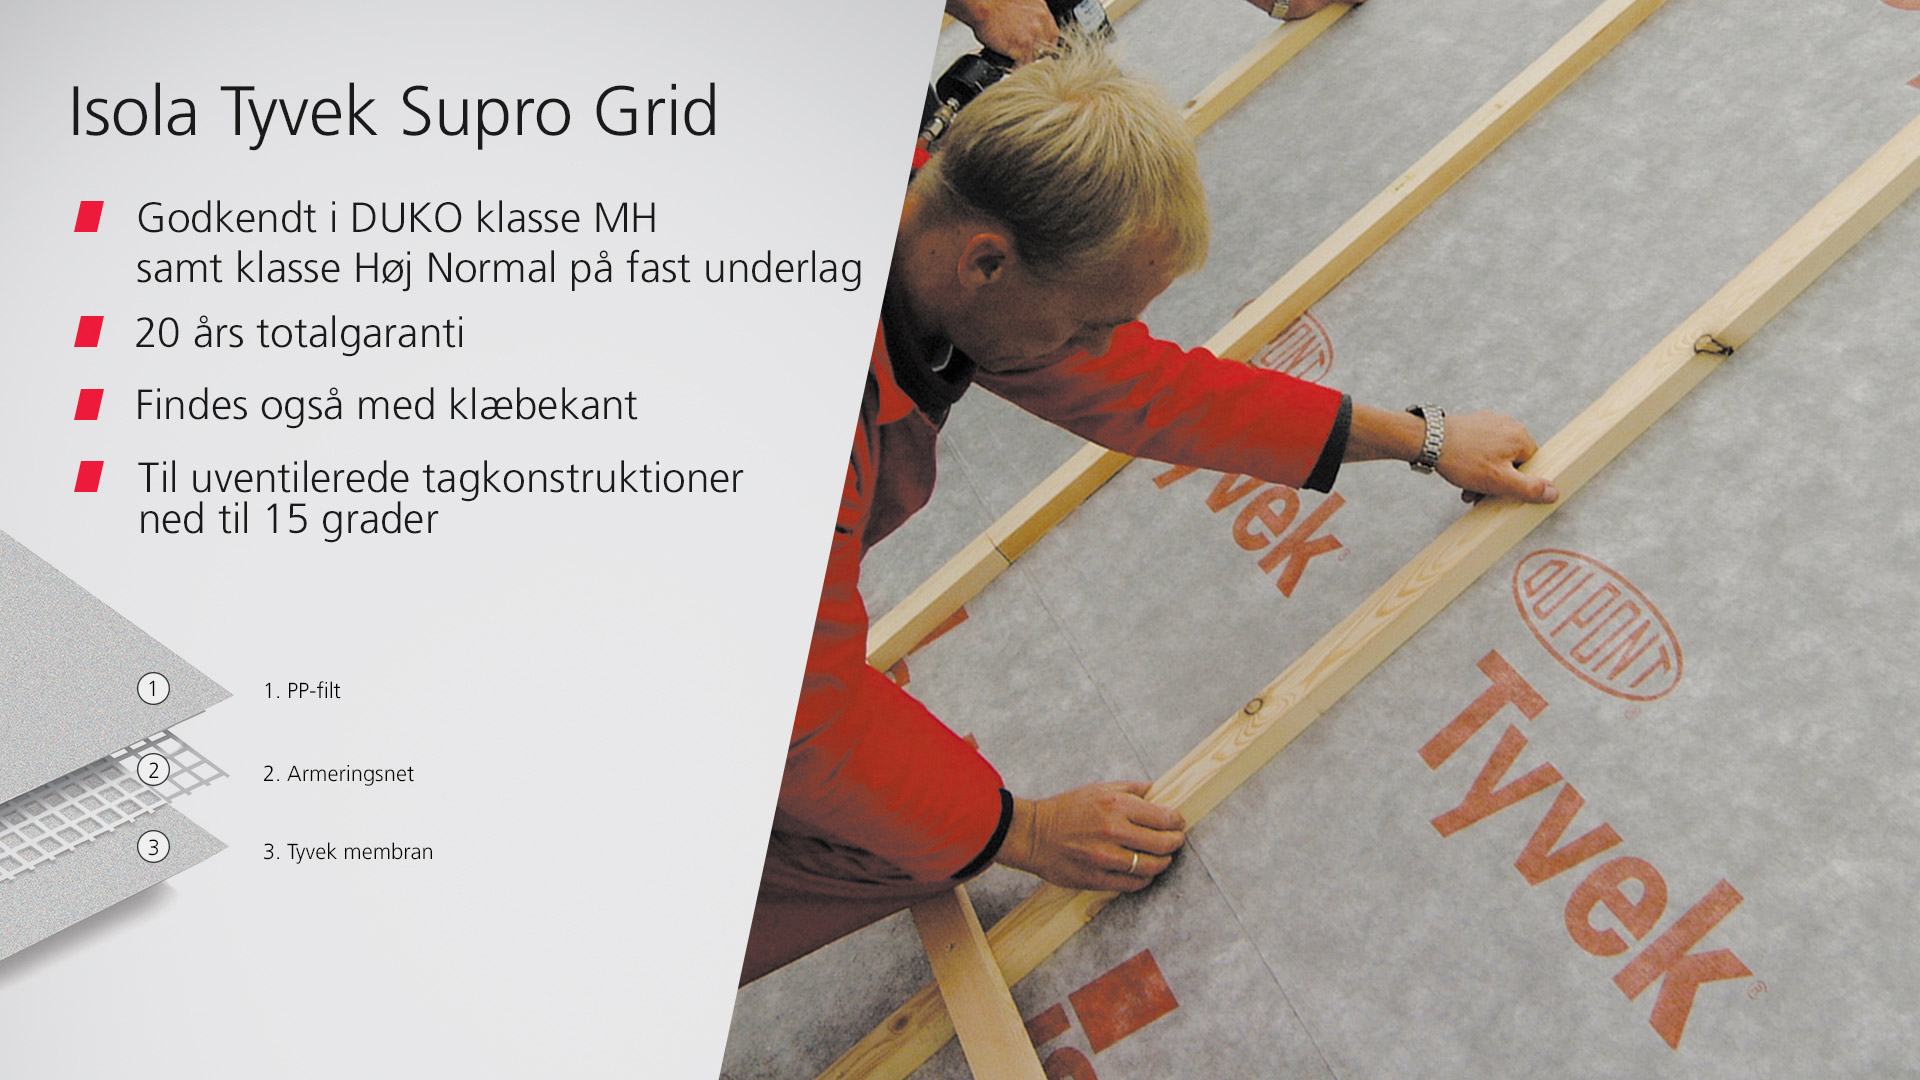 Isola Tyvek Supro Grid
Godkendt i DUKO klasse MH
samt klasse Høj Normal på fast underlag
20 års totalgaranti
Findes også med klæbekant
Til uventilerede tagkonstruktioner
ned til 15 grader
1
1. PP-filt
2
2. Armeringsnet
3
3. Tyvek membran
PONT
Tyvek
DUPONT
Tyvek®